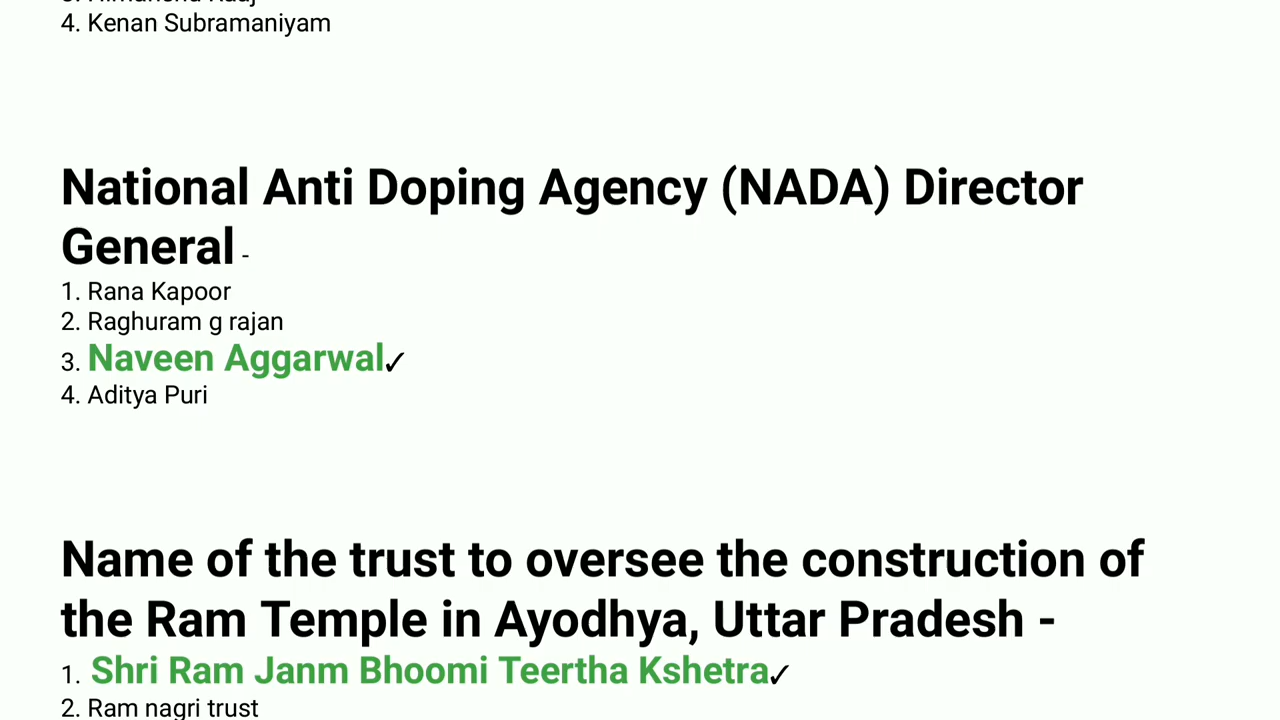 4. Kenan Subramaniyam
National Anti Doping Agency (NADA) Director
General -
1. Rana Kapoor
2. Raghuram g rajan
3. Naveen Aggarwal✓
4. Aditya Puri
Name of the trust to oversee the construction of
the Ram Temple in Ayodhya, Uttar Pradesh -
1. Shri Ram Janm Bhoomi Teertha Kshetra✓
2. Ram nagri trust